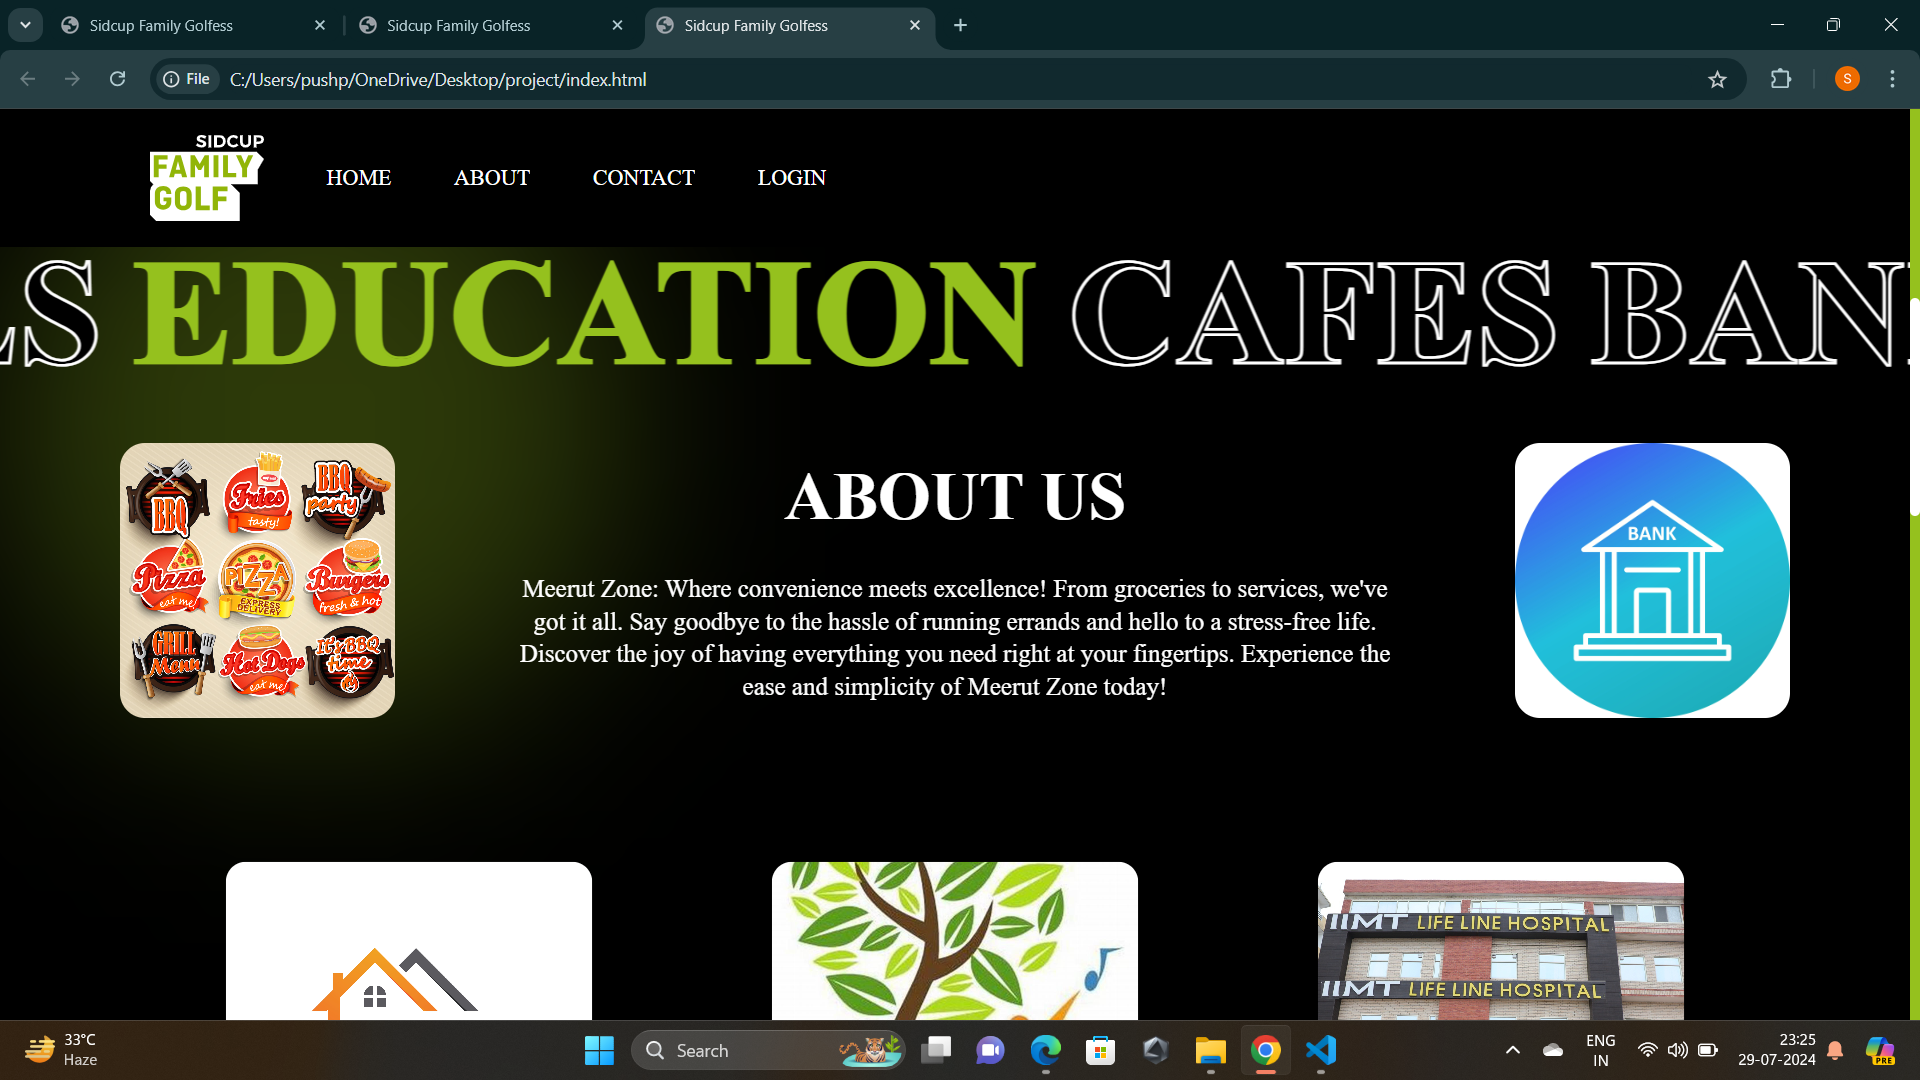 Sidcup Family Golfess
Sidcup Family Golfess
Sidcup Family Golfess
File
C:/Users/pushp/OneDrive/Desktop/project/index.html
S
SIDCUP
FAMILY
GOLF
HOME
ABOUT
CONTACT
LOGIN
LS EDUCATION CAFES BAN
BBQ
Fries
tasty!
BBQ
party
Pizza
eat me!
PIZZA
EXPRESS
DELIVERY
Burgers
fresh & hot
GRILL
Menu
Hot Dogs
eat me!
It's BBQ
time
ABOUT US
Meerut Zone: Where convenience meets excellence! From groceries to services, we've
got it all. Say goodbye to the hassle of running errands and hello to a stress-free life.
Discover the joy of having everything you need right at your fingertips. Experience the
ease and simplicity of Meerut Zone today!
BANK
IIMT LIFE LINE HOSPITAL
IIMT LIFE LINE HOSPITAL
33°C
Haze
Search
ENG
IN
23:25
29-07-2024
PRE